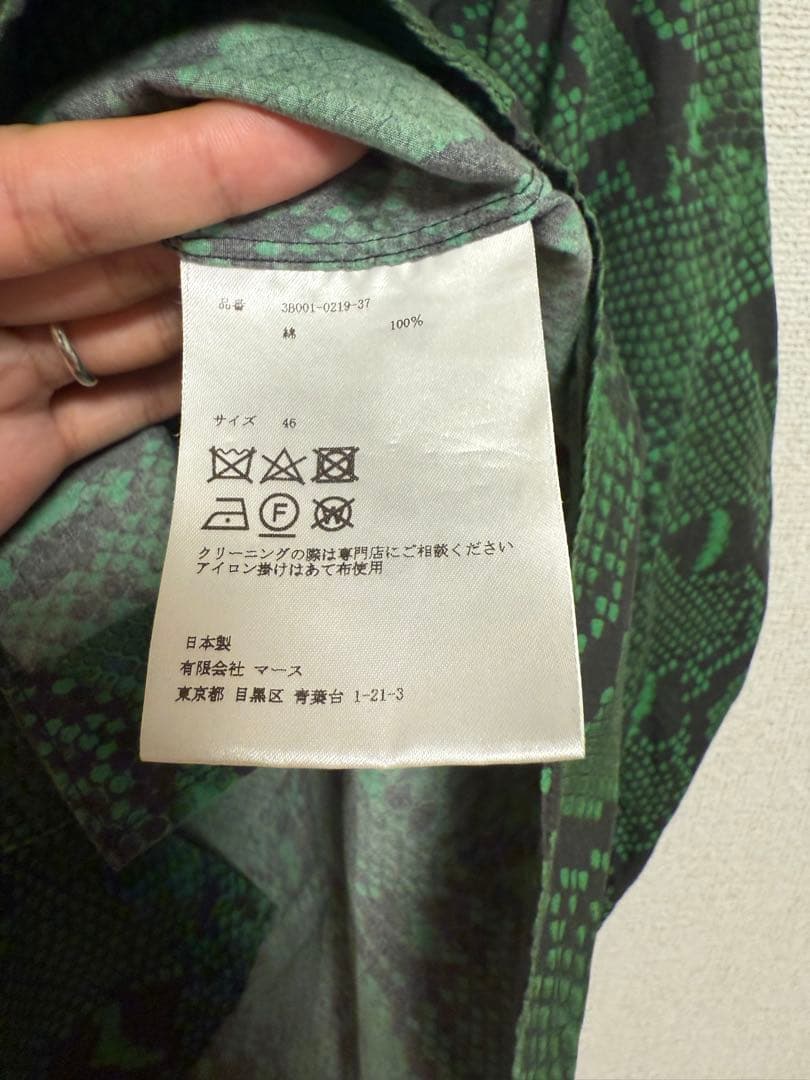 品番 3B001-0219-37
綿 100%
サイズ 46
F W
クリーニングの際は専門店にご相談ください
アイロン掛けはあて布使用
日本製
有限会社 マース
東京都 目黒区 青葉台 1-21-3